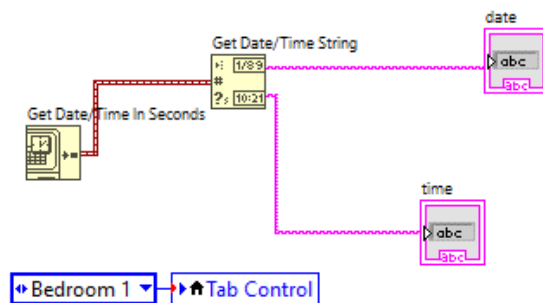 date
Get Date/Time String
1/89
#
?s 10:21
abc
abc
Get Date/Time In Seconds
time
abc
abc
Bedroom 1
Tab Control